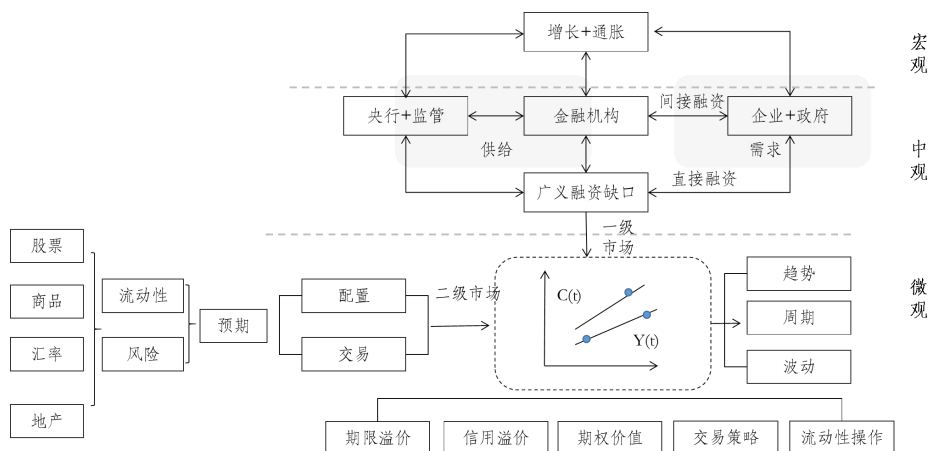 增长+通胀
宏观
央行+监管
金融机构
间接融资
企业+政府
供给
需求
中观
广义融资缺口
直接融资
一级市场
股票
商品
汇率
地产
流动性
风险
预期
配置
交易
二级市场
C(t)
Y(t)
趋势
周期
波动
微观
期限溢价
信用溢价
期权价值
交易策略
流动性操作